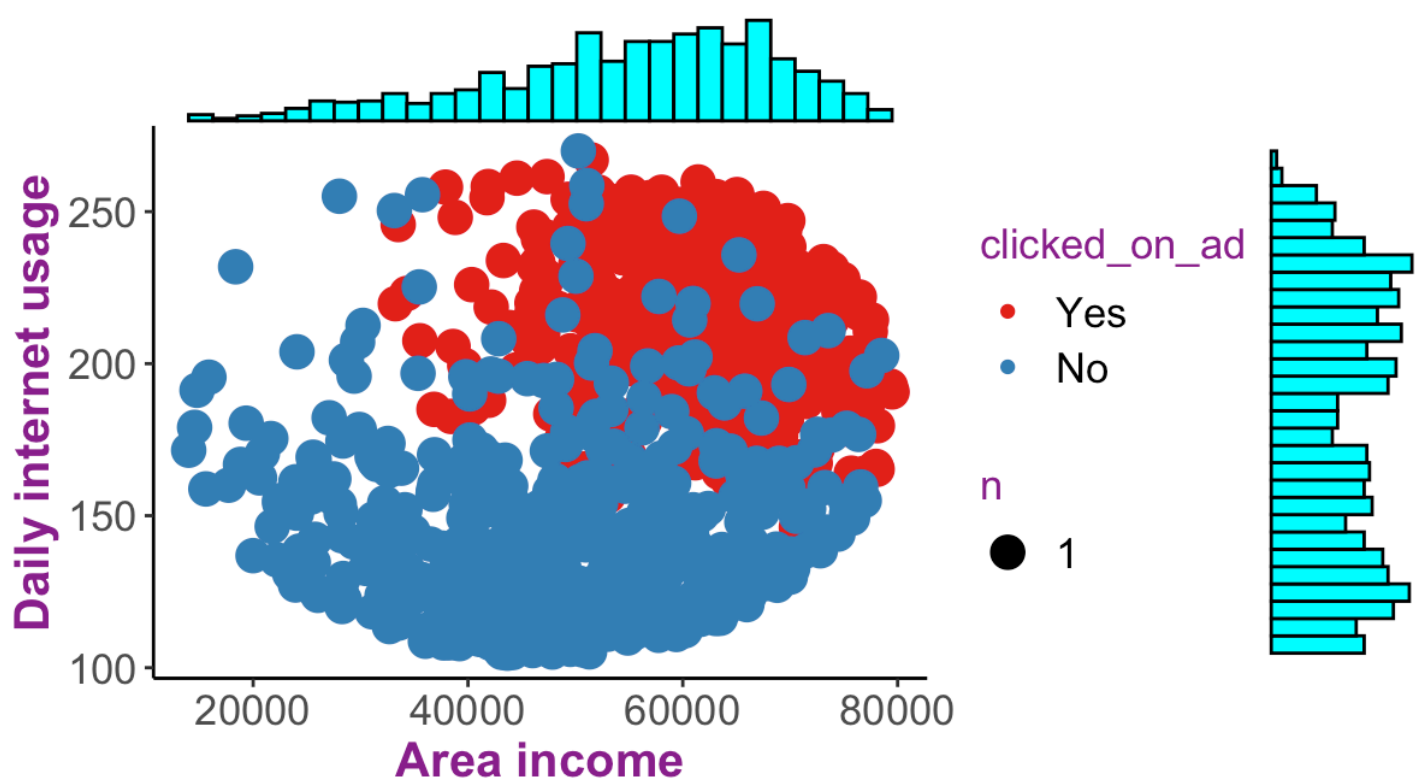 Daily internet usage
250
200
150
100
20000 40000 60000 80000
Area income
clicked_on_ad
Yes
No
n
1